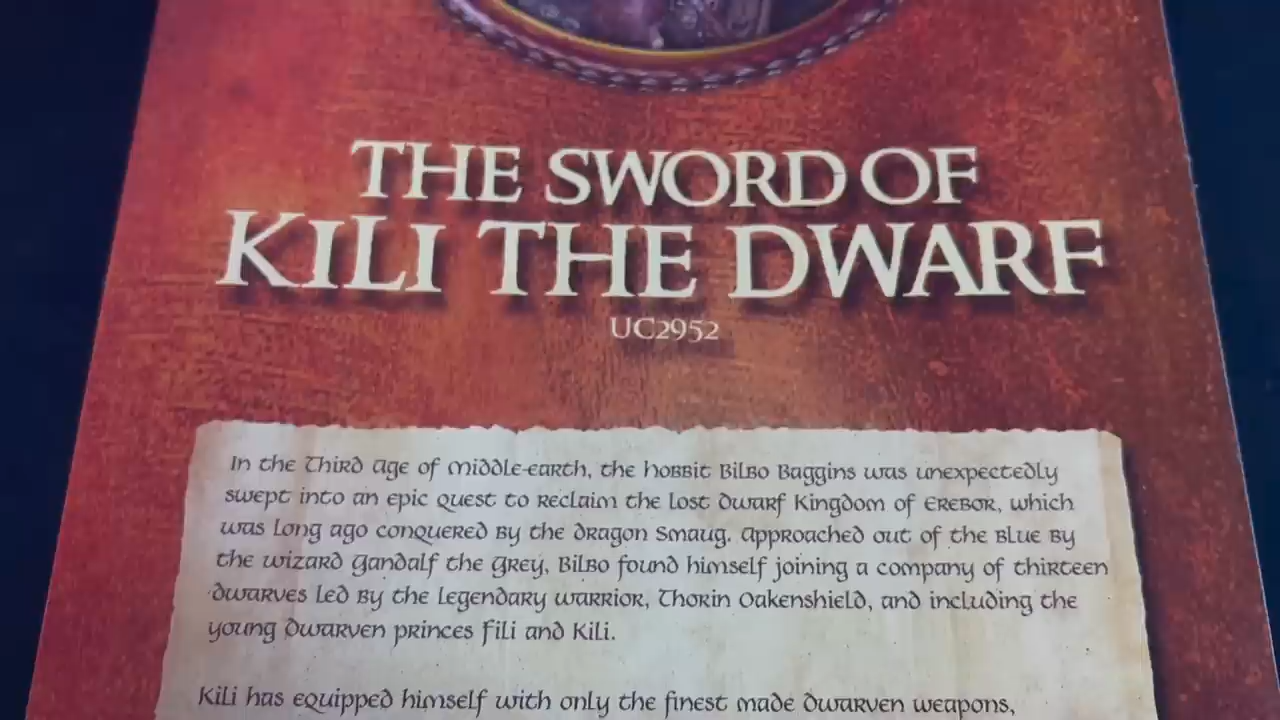 THE SWORD OF
KILI THE DWARF
UC2952
In the Third Age of Middle-earth, the hobbit Bilbo Baggins was unexpectedly
swept into an epic quest to reclaim the Lost Dwarf Kingdom of Erebor, which
was long ago conquered by the dragon Smaug. Approached out of the blue by
the wizard Gandalf the Grey, Bilbo found himself joining a company of thirteen
dwarves led by the legendary warrior, Thorin Oakenshield, and including the
young Dwarven princes Fili and Kili.
Kili has equipped himself with only the finest made Dwarven weapons,